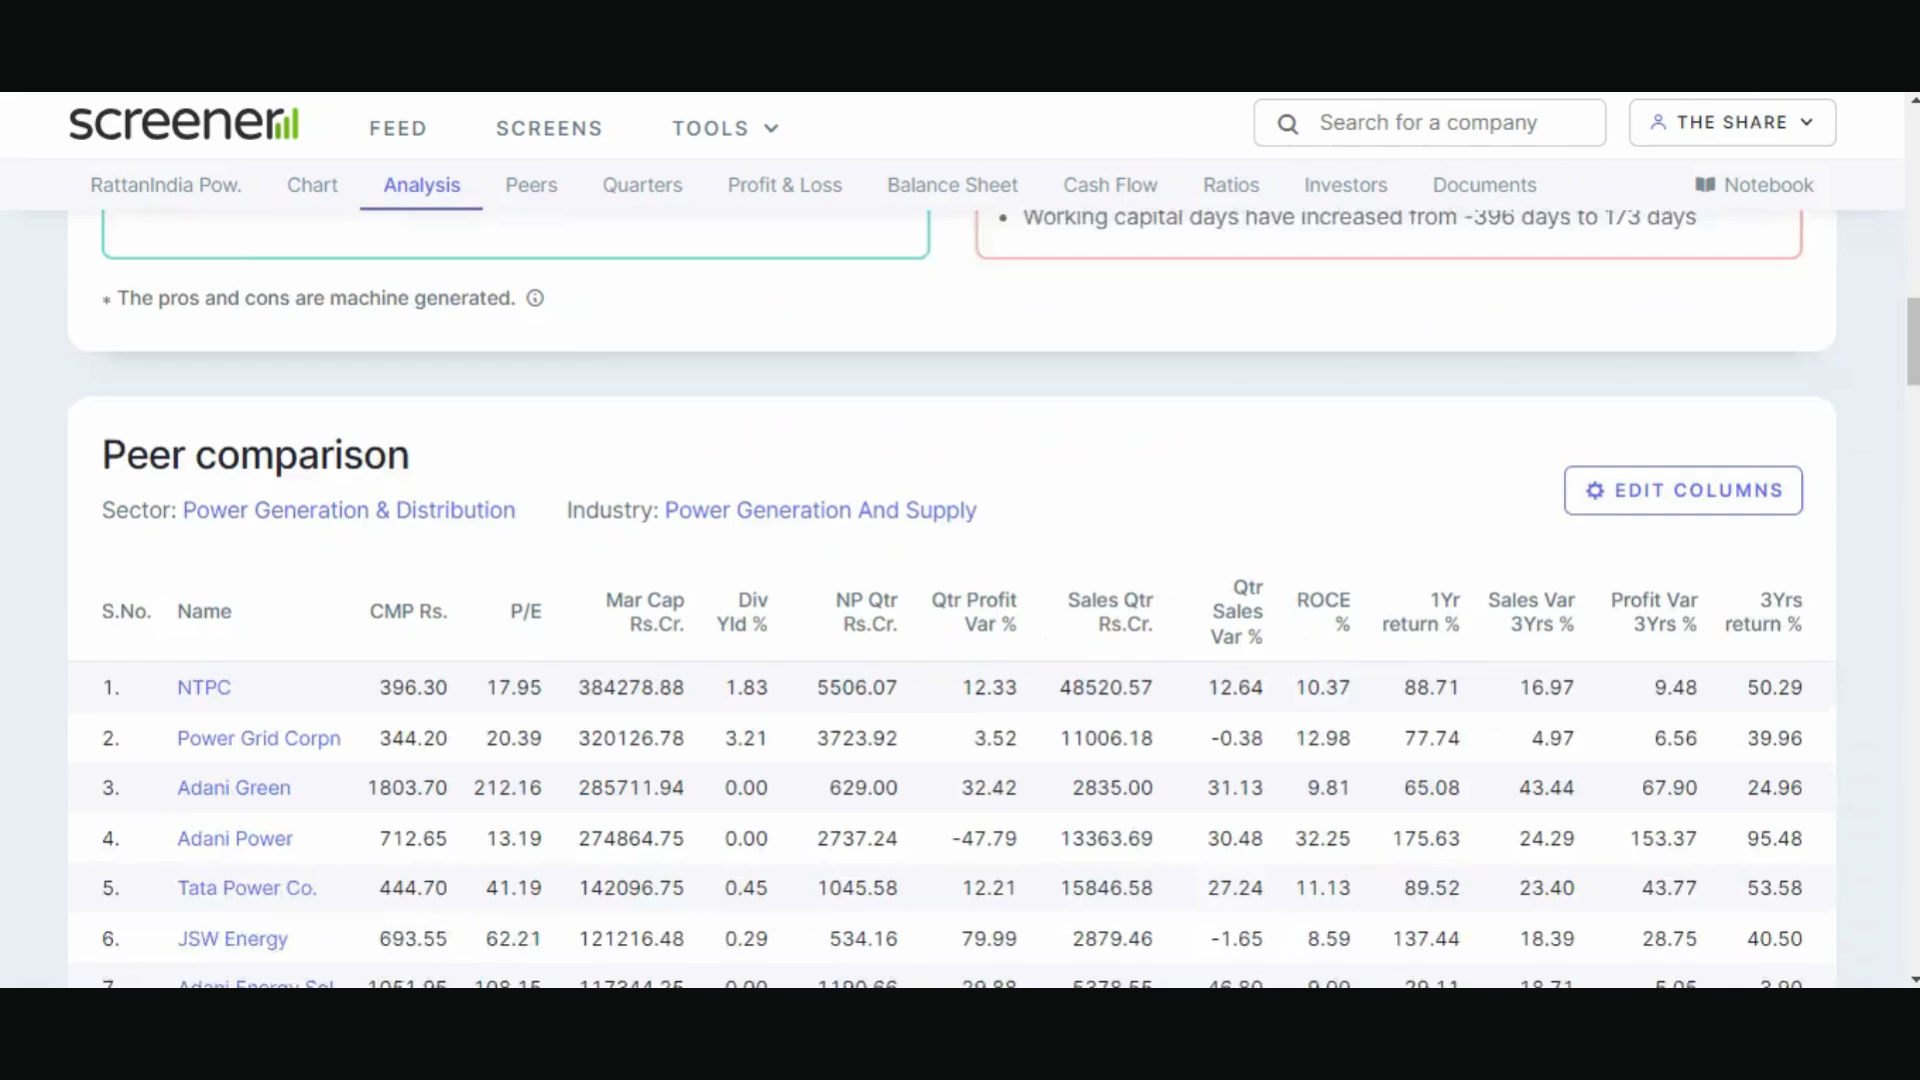 screener
FEED SCREENS TOOLS
Search for a company
THE SHARE
RattanIndia Pow. Chart Analysis Peers Quarters Profit & Loss Balance Sheet Cash Flow Ratios Investors Documents Notebook
• Working capital days have increased from -396 days to 173 days
* The pros and cons are machine generated.
Peer comparison
Sector: Power Generation & Distribution Industry: Power Generation And Supply
EDIT COLUMNS
S.No. Name CMP Rs. P/E Mar Cap Rs.Cr. Div Yld % NP Qtr Rs.Cr. Qtr Profit Var % Sales Qtr Rs.Cr. Qtr Sales Var % ROCE % 1Yr return % Sales Var 3Yrs % Profit Var 3Yrs % 3Yrs return %
1. NTPC 396.30 17.95 384278.88 1.83 5506.07 12.33 48520.57 12.64 10.37 88.71 16.97 9.48 50.29
2. Power Grid Corpn 344.20 20.39 320126.78 3.21 3723.92 3.52 11006.18 -0.38 12.98 77.74 4.97 6.56 39.96
3. Adani Green 1803.70 212.16 285711.94 0.00 629.00 32.42 2835.00 31.13 9.81 65.08 43.44 67.90 24.96
4. Adani Power 712.65 13.19 274864.75 0.00 2737.24 -47.79 13363.69 30.48 32.25 175.63 24.29 153.37 95.48
5. Tata Power Co. 444.70 41.19 142096.75 0.45 1045.58 12.21 15846.58 27.24 11.13 89.52 23.40 43.77 53.58
6. JSW Energy 693.55 62.21 121216.48 0.29 534.16 79.99 2879.46 -1.65 8.59 137.44 18.39 28.75 40.50
7. Adani Energy Sol